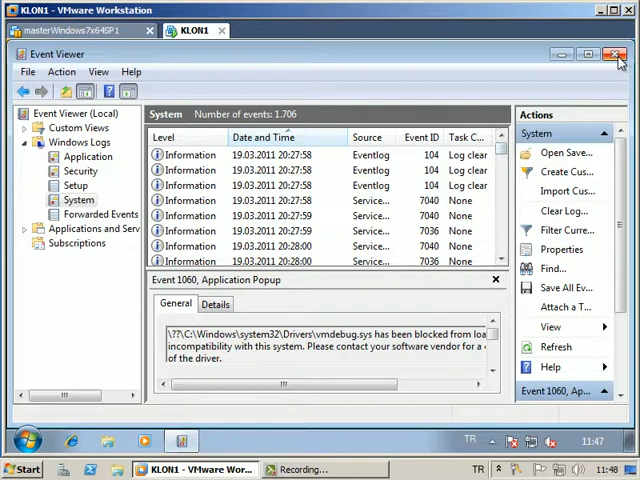 KLON1 - VMware Workstation
masterWindows7x64SP1
KLON1
Event Viewer
File Action View Help
Event Viewer (Local)
Custom Views
Windows Logs
Application
Security
Setup
System
Forwarded Events
Applications and Serv
Subscriptions
System Number of events: 1.706
Level Date and Time Source Event ID Task C...
Information 19.03.2011 20:27:58 Eventlog 104 Log clear
Information 19.03.2011 20:27:58 Eventlog 104 Log clear
Information 19.03.2011 20:27:58 Eventlog 104 Log clear
Information 19.03.2011 20:27:58 Service... 7040 None
Information 19.03.2011 20:27:59 Service... 7036 None
Information 19.03.2011 20:27:59 Service... 7040 None
Information 19.03.2011 20:28:00 Service... 7040 None
Information 19.03.2011 20:28:00 Service... 7036 None
Event 1060, Application Popup
General Details
\??\C:\Windows\system32\Drivers\vmdebug.sys has been blocked from loa
incompatibility with this system. Please contact your software vendor for a c
of the driver.
Actions
System
Open Save...
Create Cus...
Import Cus...
Clear Log...
Filter Curre...
Properties
Find...
Save All Ev...
Attach a T...
View
Refresh
Help
Event 1060, Ap...
TR 11:47
Start KLON1 - VMware Wor... Recording... TR 11:48